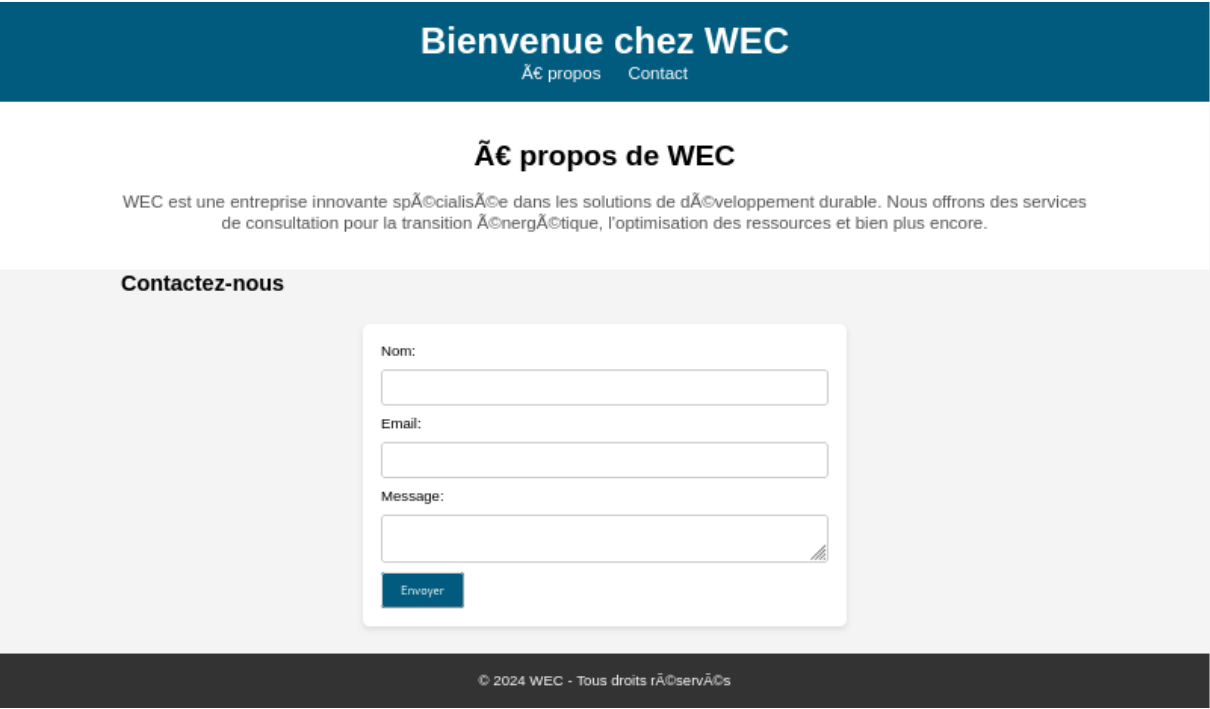 Bienvenue chez WEC
Ã€ propos Contact
Ã€ propos de WEC
WEC est une entreprise innovante spÃ©cialisÃ©e dans les solutions de dÃ©veloppement durable. Nous offrons des services
de consultation pour la transition Ã©nergÃ©tique, l'optimisation des ressources et bien plus encore.
Contactez-nous
Nom:
Email:
Message:
Envoyer
© 2024 WEC - Tous droits rÃ©servÃ©s